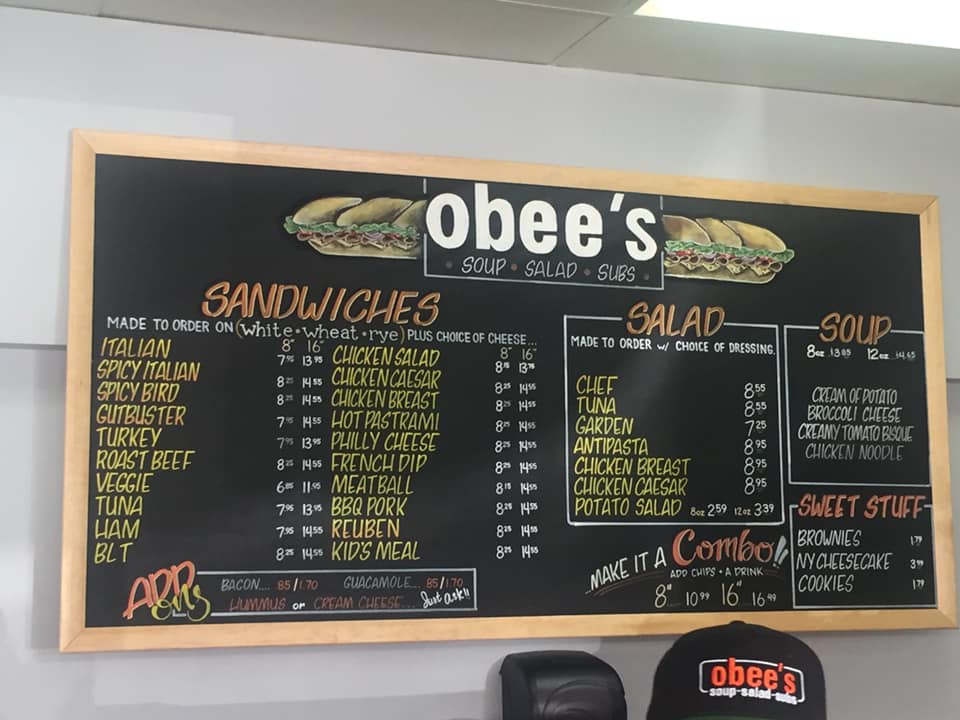 obee's
SOUP • SALAD • SUBS
SANDWICHES
MADE TO ORDER ON (white • wheat • rye) PLUS CHOICE OF CHEESE...
8" 16"
ITALIAN 7.95 13.95
SPICY ITALIAN 8.25 14.55
SPICY BIRD 8.25 14.55
GUTBUSTER 7.95 14.55
TURKEY 7.95 13.95
ROAST BEEF 8.25 14.55
VEGGIE 11.95
TUNA 7.95 13.95
HAM 7.95 14.55
BLT 8.25 14.55
8" 16"
CHICKEN SALAD
CHICKEN CAESAR 8.25 14.55
CHICKEN BREAST 8.25 14.55
HOT PASTRAMI 8.25 14.55
PHILLY CHEESE 8.25 14.55
FRENCH DIP 8.25 14.55
MEATBALL 14.55
BBQ PORK 8.25 14.55
REUBEN 8.25 14.55
KID'S MEAL 8.25 14.55
ADD ons
BACON.... 85/1.70 GUACAMOLE... 85/1.70
HUMMUS or CREAM CHEESE... Just ask!!
SALAD
MADE TO ORDER w/ CHOICE OF DRESSING.
CHEF 8.55
TUNA 8.55
GARDEN 7.25
ANTIPASTA 8.95
CHICKEN BREAST 8.95
CHICKEN CAESAR 8.95
POTATO SALAD 8oz 2.59 12oz 3.39
MAKE IT A Combo!!
ADD CHIPS + A DRINK
8" 10.99 16" 16.49
SOUP
8oz 12oz
CREAM OF POTATO
BROCCOLI CHEESE
CREAMY TOMATO BISQUE
CHICKEN NOODLE
SWEET STUFF
BROWNIES 1.79
NY CHEESECAKE
COOKIES 1.79
obee's
soup-salad-subs